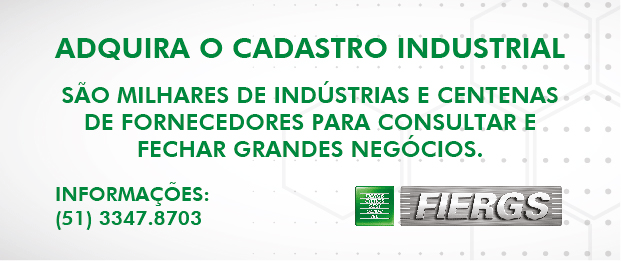 ADQUIRA O CADASTRO INDUSTRIAL
SÃO MILHARES DE INDÚSTRIAS E CENTENAS
DE FORNECEDORES PARA CONSULTAR E
FECHAR GRANDES NEGÓCIOS.
INFORMAÇÕES:
(51) 3347.8703
FIERGS